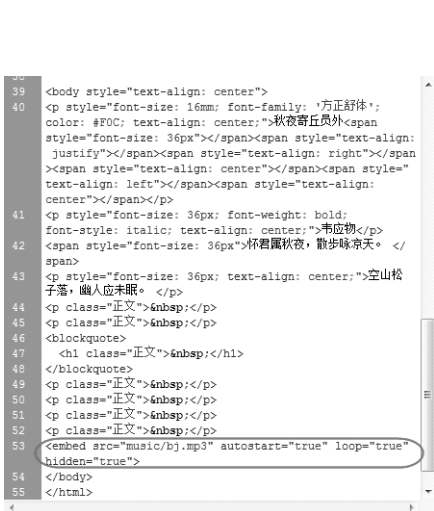 39 <body style="text-align: center">
40 <p style="font-size: 16mm; font-family: '方正舒体';
color: #F0C; text-align: center;">秋夜寄丘员外<span
style="font-size: 36px"></span><span style="text-align:
justify"></span><span style="text-align: right"></span
><span style="text-align: center"></span><span style="
text-align: left"></span><span style="text-align:
center"></span></p>
41 <p style="font-size: 36px; font-weight: bold;
font-style: italic; text-align: center;">韦应物</p>
42 <span style="font-size: 36px">怀君属秋夜，散步咏凉天。 </
span>
43 <p style="font-size: 36px; text-align: center;">空山松
子落，幽人应未眠。 </p>
44 <p class="正文">&nbsp;</p>
45 <p class="正文">&nbsp;</p>
46 <blockquote>
47 <h1 class="正文">&nbsp;</h1>
48 </blockquote>
49 <p class="正文">&nbsp;</p>
50 <p class="正文">&nbsp;</p>
51 <p class="正文">&nbsp;</p>
52 <p class="正文">&nbsp;</p>
53 <embed src="music/bj.mp3" autostart="true" loop="true"
hidden="true">
54 </body>
55 </html>